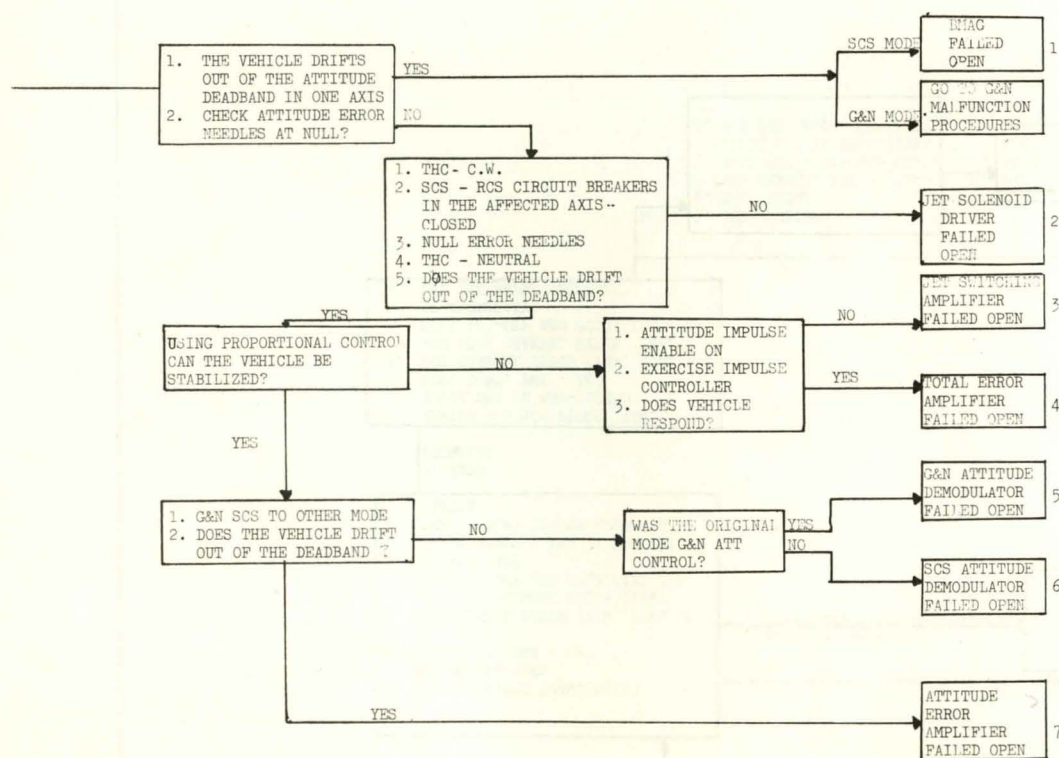 1. THE VEHICLE DRIFTS
OUT OF THE ATTITUDE
DEADBAND IN ONE AXIS
2. CHECK ATTITUDE ERROR
NEEDLES AT NULL?
YES
NO
SCS MODE
G&N MODE
BMAG
FAILED
OPEN
1
GO TO G&N
MALFUNCTION
PROCEDURES
1. THC- C.W.
2. SCS - RCS CIRCUIT BREAKERS
IN THE AFFECTED AXIS--
CLOSED
3. NULL ERROR NEEDLES
4. THC - NEUTRAL
5. DOES THE VEHICLE DRIFT
OUT OF THE DEADBAND?
NO
JET SOLENOID
DRIVER
FAILED
OPEN
2
YES
USING PROPORTIONAL CONTROL
CAN THE VEHICLE BE
STABILIZED?
NO
1. ATTITUDE IMPULSE
ENABLE ON
2. EXERCISE IMPULSE
CONTROLLER
3. DOES VEHICLE
RESPOND?
NO
JET SWITCHING
AMPLIFIER
FAILED OPEN
3
YES
TOTAL ERROR
AMPLIFIER
FAILED OPEN
4
YES
1. G&N SCS TO OTHER MODE
2. DOES THE VEHICLE DRIFT
OUT OF THE DEADBAND ?
NO
WAS THE ORIGINAL
MODE G&N ATT
CONTROL?
YES
NO
G&N ATTITUDE
DEMODULATOR
FAILED OPEN
5
SCS ATTITUDE
DEMODULATOR
FAILED OPEN
6
YES
ATTITUDE
ERROR
AMPLIFIER
FAILED OPEN
7